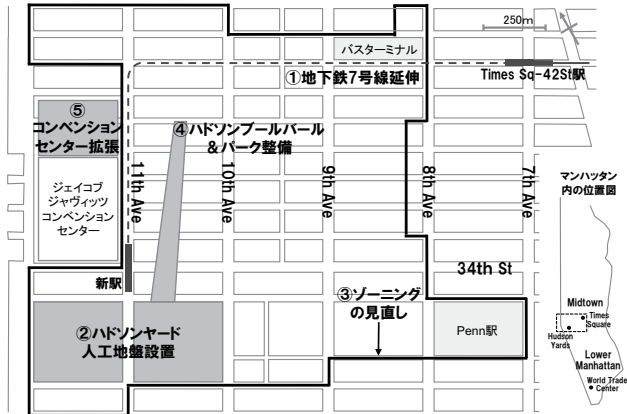 250m
バスターミナル
①地下鉄7号線延伸
Times Sq-42St駅
⑤
コンベンション
センター拡張
④ハドソンブールバール
＆パーク整備
ジェイコブ
ジャヴィッツ
コンベンション
センター
11th Ave
10th Ave
9th Ave
8th Ave
7th Ave
マンハッタン
内の位置図
34th St
新駅
③ゾーニング
の見直し
②ハドソンヤード
人工地盤設置
Penn駅
Midtown
Times
Square
Hudson
Yards
Lower
Manhattan
World Trade
Center